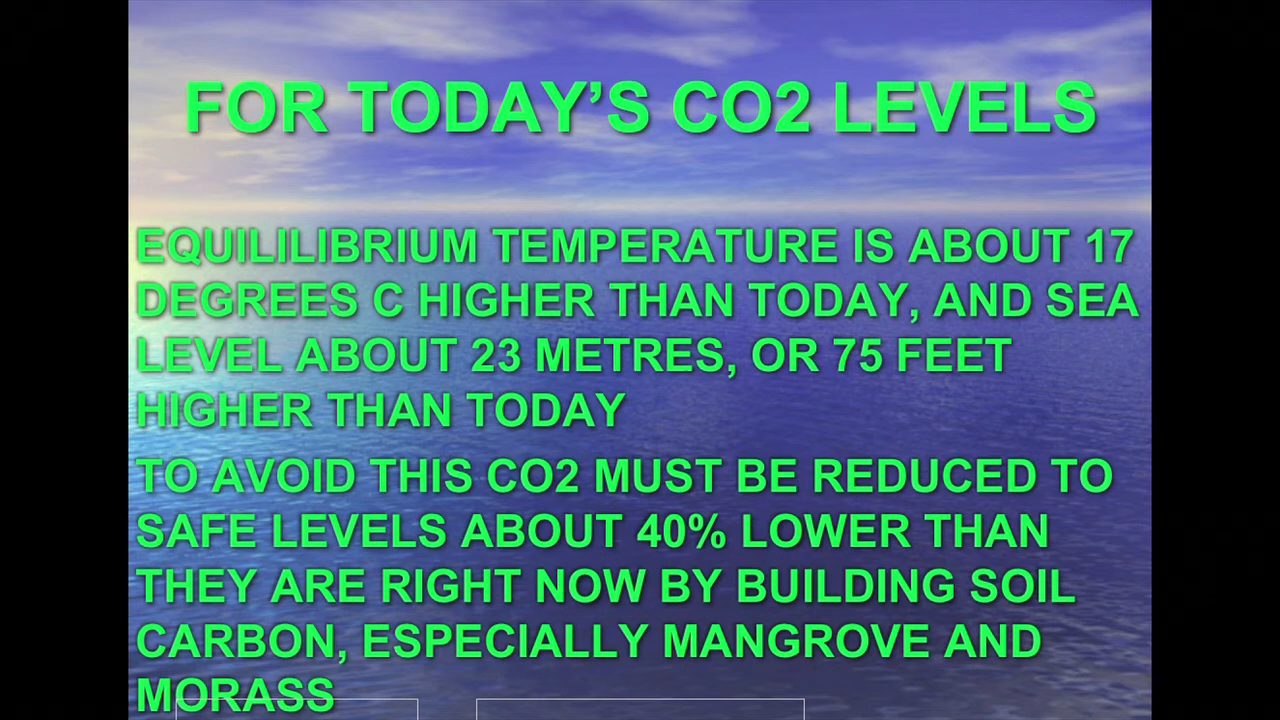 FOR TODAY’S CO2 LEVELS
EQUILILIBRIUM TEMPERATURE IS ABOUT 17
DEGREES C HIGHER THAN TODAY, AND SEA
LEVEL ABOUT 23 METRES, OR 75 FEET
HIGHER THAN TODAY
TO AVOID THIS CO2 MUST BE REDUCED TO
SAFE LEVELS ABOUT 40% LOWER THAN
THEY ARE RIGHT NOW BY BUILDING SOIL
CARBON, ESPECIALLY MANGROVE AND
MORASS